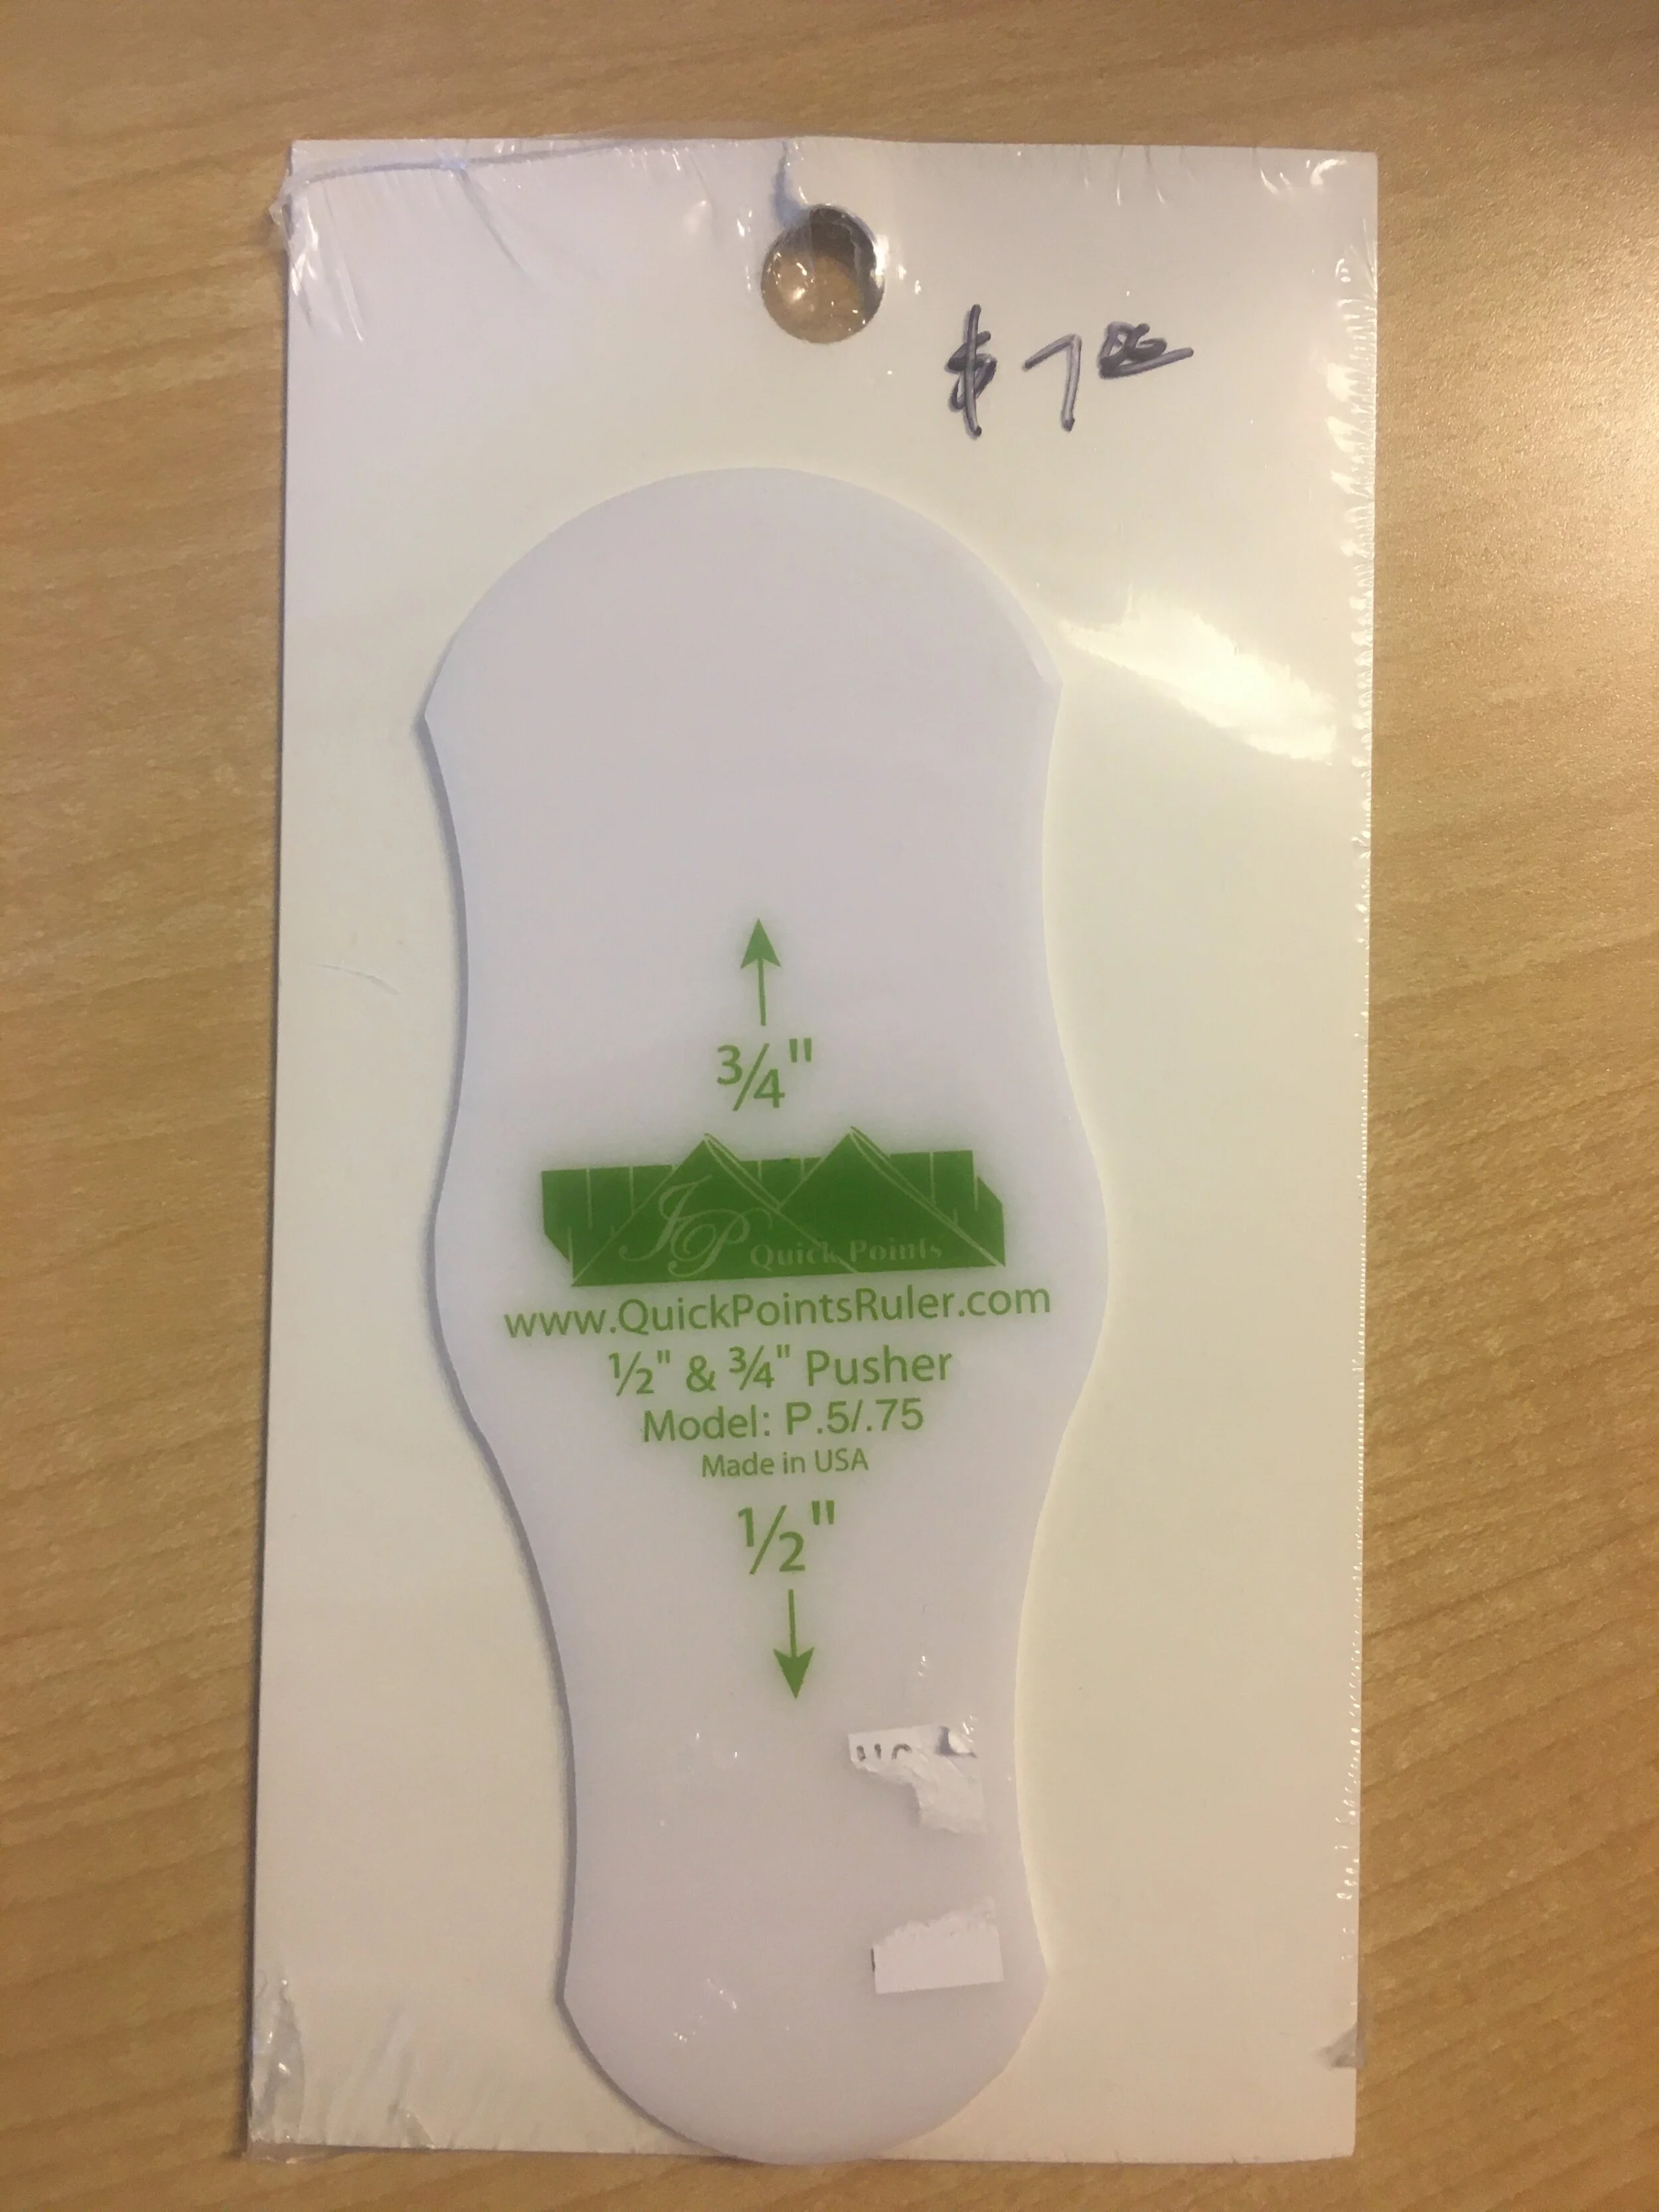 $ 7 00
3/4"
JP Quick Points
www.QuickPointsRuler.com
1/2" & 3/4" Pusher
Model: P.5/.75
Made in USA
1/2"